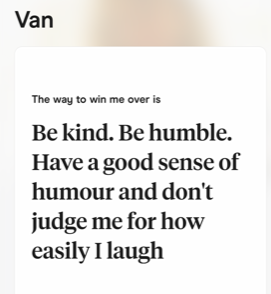 Van
The way to win me over is
Be kind. Be humble.
Have a good sense of
humour and don't
judge me for how
easily I laugh